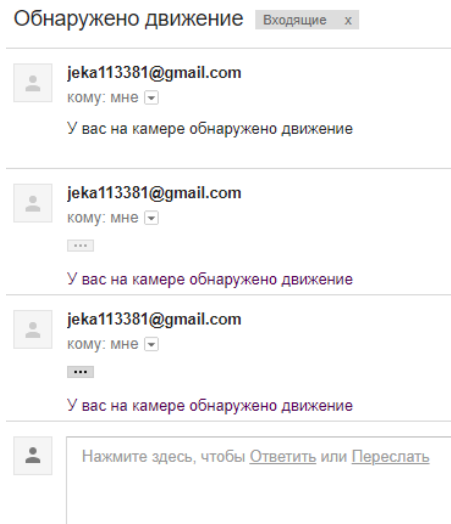 Обнаружено движение Входящие x
jeka113381@gmail.com
кому: мне
У вас на камере обнаружено движение
jeka113381@gmail.com
кому: мне
...
У вас на камере обнаружено движение
jeka113381@gmail.com
кому: мне
...
У вас на камере обнаружено движение
Нажмите здесь, чтобы Ответить или Переслать